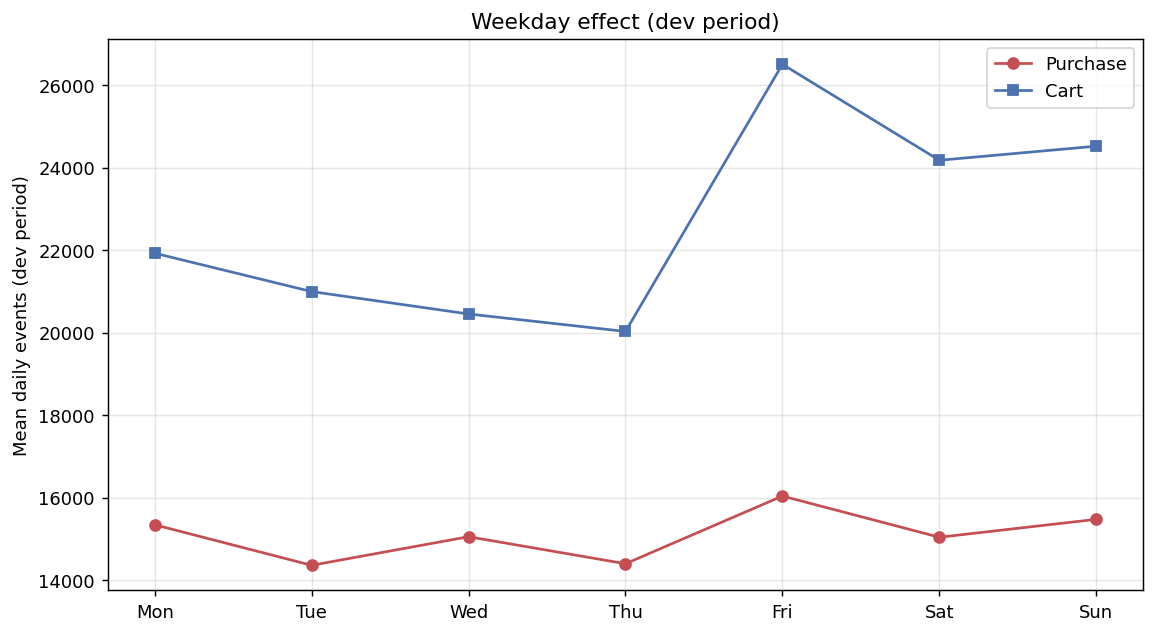 Weekday effect (dev period)
Purchase
Cart
Mean daily events (dev period)
26000
24000
22000
20000
18000
16000
14000
Mon Tue Wed Thu Fri Sat Sun